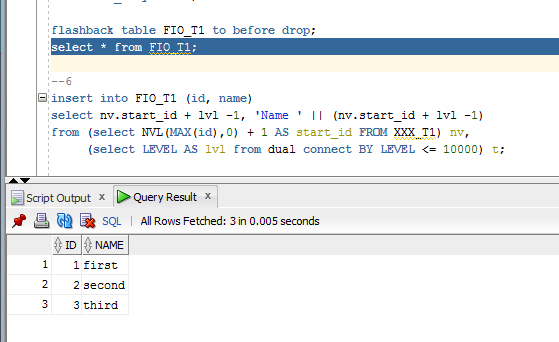 flashback table FIO_T1 to before drop;
select * from FIO_T1;
--6
insert into FIO_T1 (id, name)
select nv.start_id + lvl -1, 'Name ' || (nv.start_id + lvl -1)
from (select NVL(MAX(id),0) + 1 AS start_id FROM XXX_T1) nv,
(select LEVEL AS lvl from dual connect BY LEVEL <= 10000) t;
Script Output x Query Result x
SQL | All Rows Fetched: 3 in 0.005 seconds
ID NAME
1 1 first
2 2 second
3 3 third